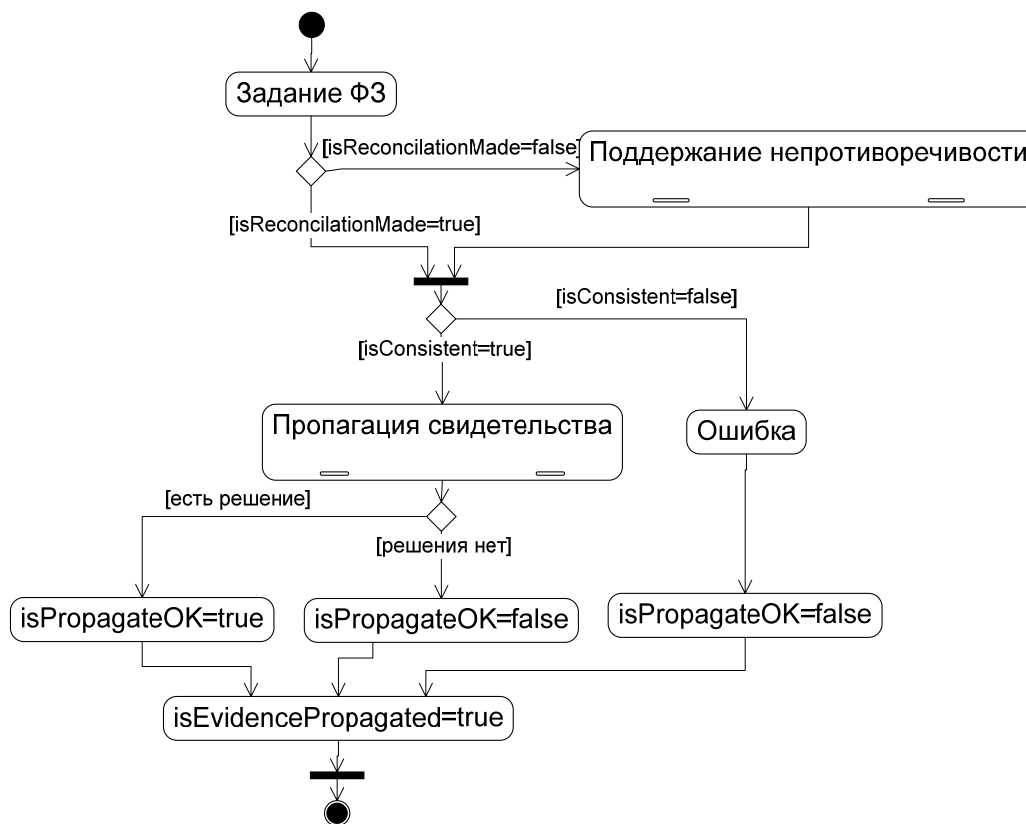 Задание ФЗ
[isReconcilationMade=false]
Поддержание непротиворечивости
[isReconcilationMade=true]
[isConsistent=false]
[isConsistent=true]
Пропагация свидетельства
Ошибка
[есть решение]
[решения нет]
isPropagateOK=true
isPropagateOK=false
isPropagateOK=false
isEvidencePropagated=true